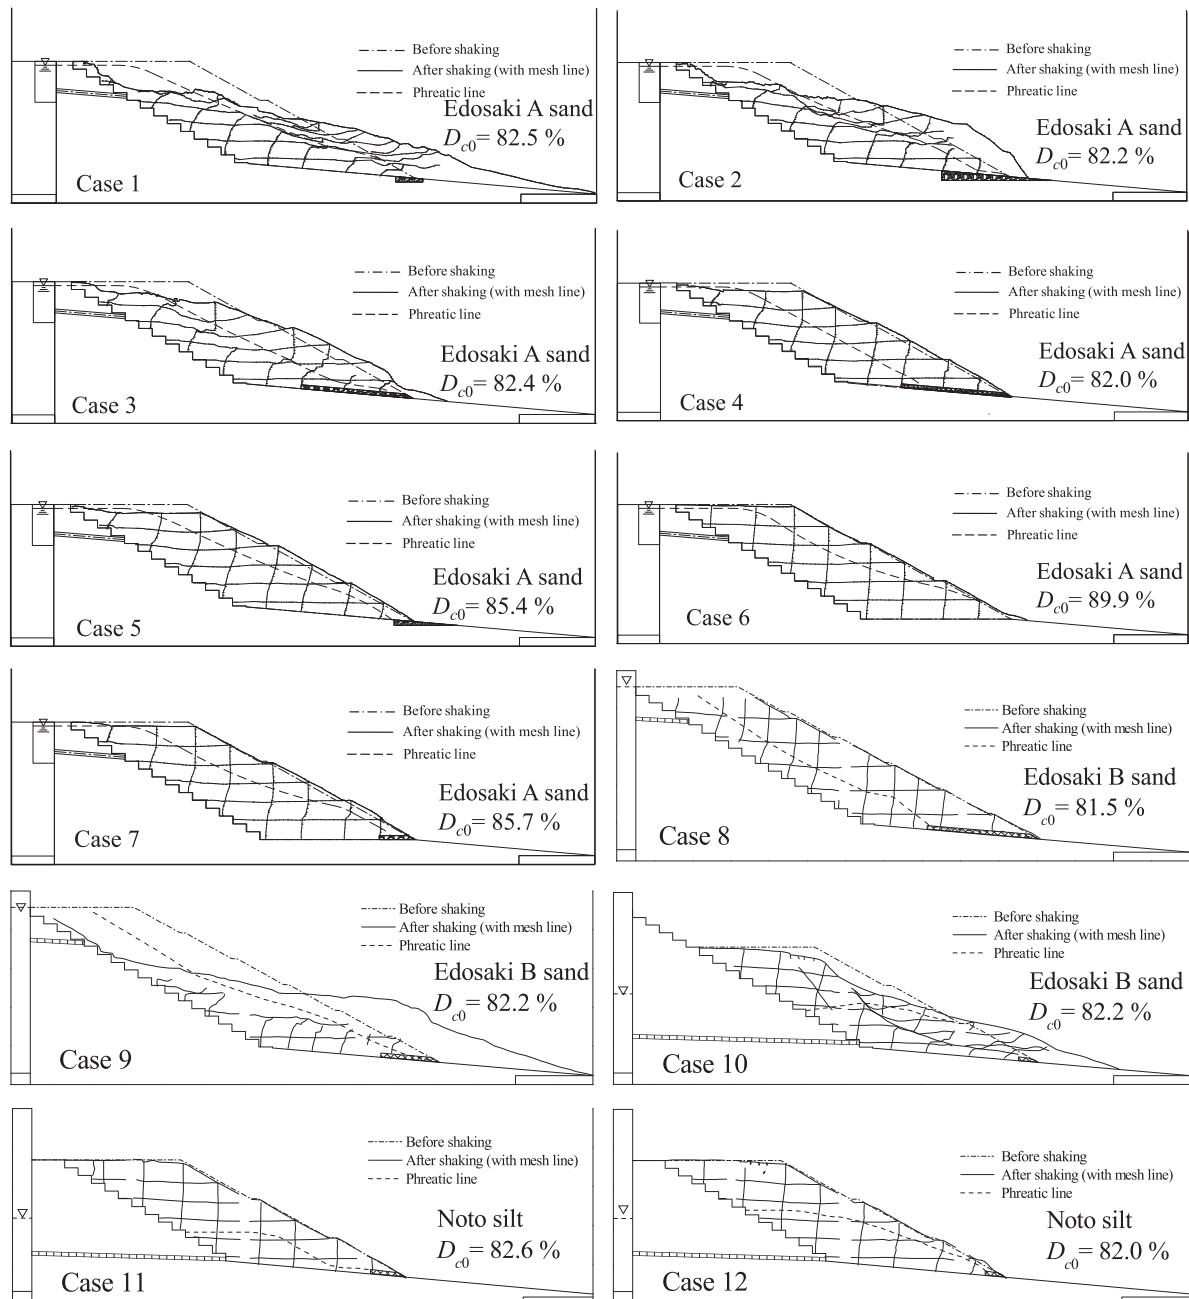 Before shaking
After shaking (with mesh line)
Phreatic line
Edosaki A sand
Dc0= 82.5 %
Case 1
Before shaking
After shaking (with mesh line)
Phreatic line
Edosaki A sand
Dc0= 82.2 %
Case 2
Before shaking
After shaking (with mesh line)
Phreatic line
Edosaki A sand
Dc0= 82.4 %
Case 3
Before shaking
After shaking (with mesh line)
Phreatic line
Edosaki A sand
Dc0= 82.0 %
Case 4
Before shaking
After shaking (with mesh line)
Phreatic line
Edosaki A sand
Dc0= 85.4 %
Case 5
Before shaking
After shaking (with mesh line)
Phreatic line
Edosaki A sand
Dc0= 89.9 %
Case 6
Before shaking
After shaking (with mesh line)
Phreatic line
Edosaki A sand
Dc0= 85.7 %
Case 7
Before shaking
After shaking (with mesh line)
Phreatic line
Edosaki B sand
Dc0= 81.5 %
Case 8
Before shaking
After shaking (with mesh line)
Phreatic line
Edosaki B sand
Dc0= 82.2 %
Case 9
Before shaking
After shaking (with mesh line)
Phreatic line
Edosaki B sand
Dc0= 82.2 %
Case 10
Before shaking
After shaking (with mesh line)
Phreatic line
Noto silt
Dc0= 82.6 %
Case 11
Before shaking
After shaking (with mesh line)
Phreatic line
Noto silt
Dc0= 82.0 %
Case 12